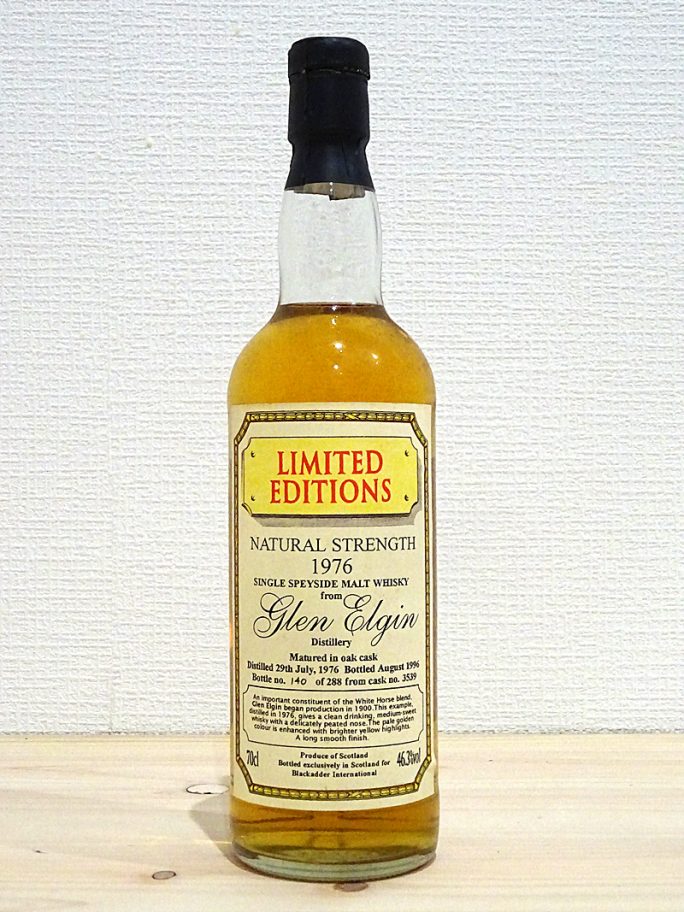 LIMITED
EDITIONS
NATURAL STRENGTH
1976
SINGLE SPEYSIDE MALT WHISKY
from
Glen Elgin
Distillery
Matured in oak cask
Distilled 29th July, 1976 Bottled August 1996
Bottle no. 140 of 288 from cask no. 3539
An important constituent of the White Horse blend,
Glen Elgin began production in 1900. This example,
distilled in 1976, gives a clean drinking, medium-sweet
whisky with a delicately peated nose. The pale golden
colour is enhanced with brighter yellow highlights.
A long smooth finish.
70cl
Produce of Scotland
Bottled exclusively in Scotland for
Blackadder International
46.3%vol